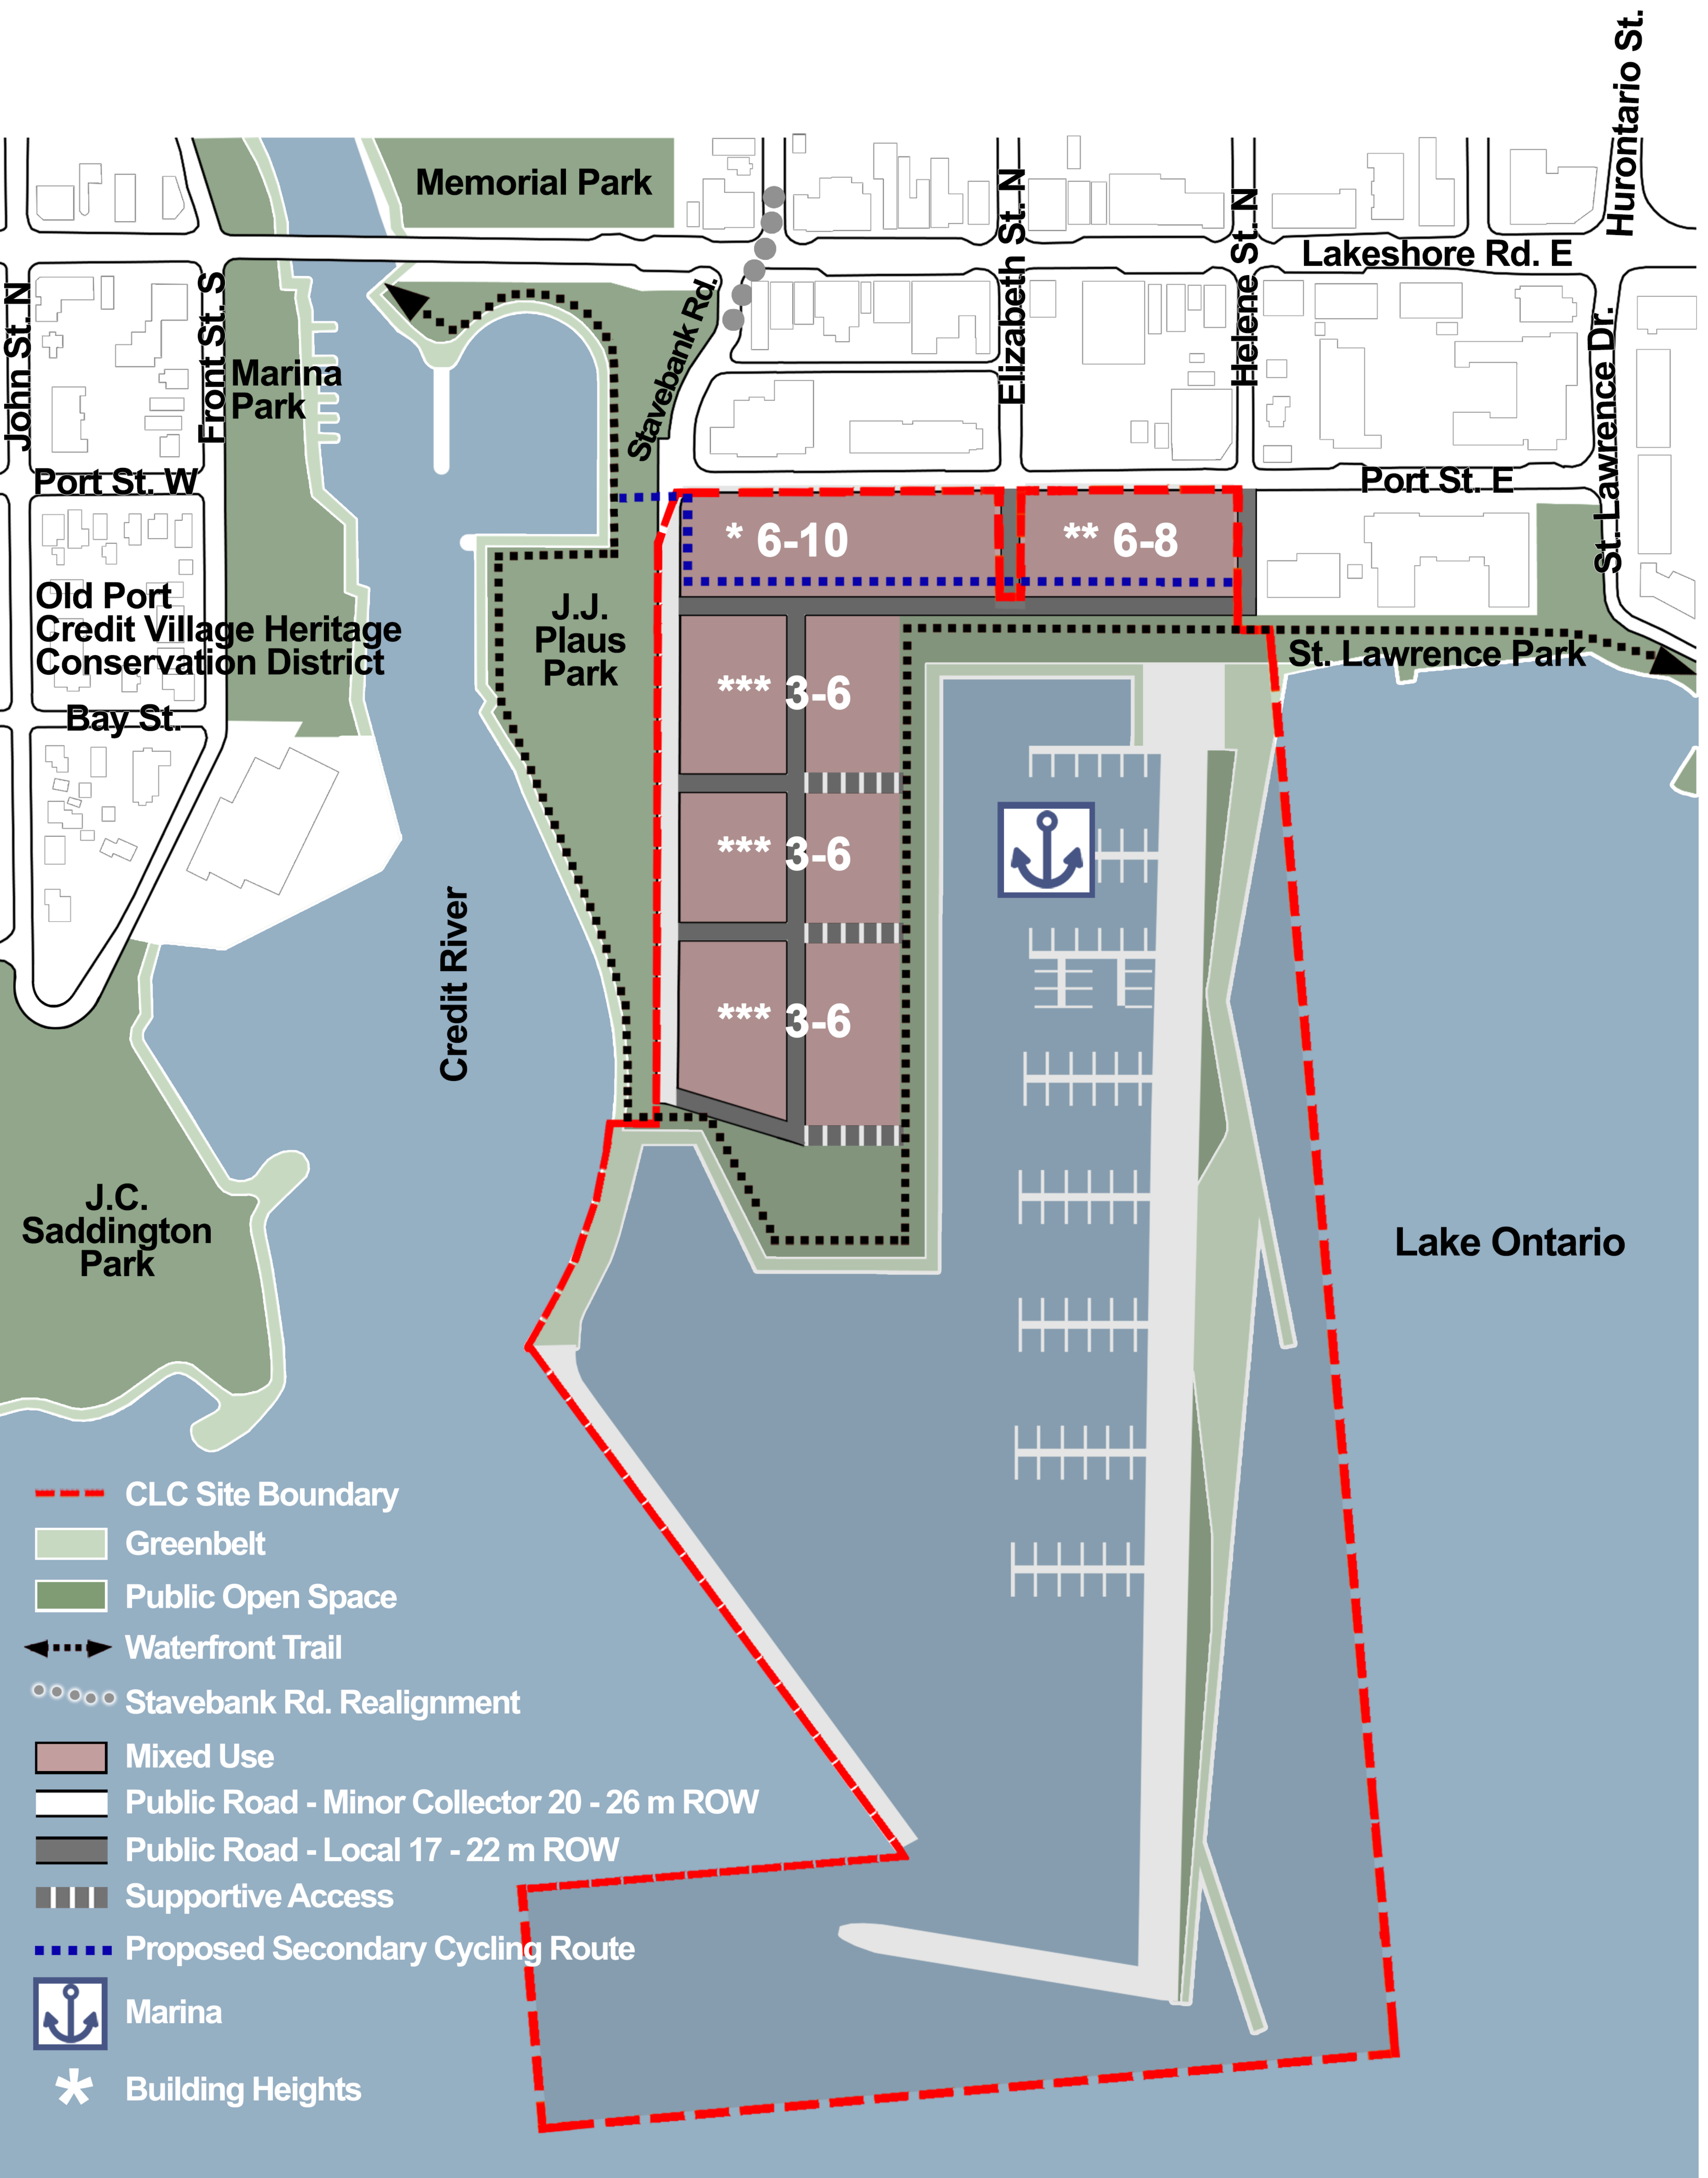 Hurontario St.
Memorial Park
Elizabeth St. N
Helene St. N
Lakeshore Rd. E
John St. N
Front St. S
Stavebank Rd.
St. Lawrence Dr.
Marina
Park
Port St. W
Port St. E
* 6-10
** 6-8
Old Port
Credit Village Heritage
Conservation District
J.J.
Plaus
Park
St. Lawrence Park
*** 3-6
Bay St.
*** 3-6
Credit River
*** 3-6
J.C.
Saddington
Park
Lake Ontario
CLC Site Boundary
Greenbelt
Public Open Space
Waterfront Trail
Stavebank Rd. Realignment
Mixed Use
Public Road - Minor Collector 20 - 26 m ROW
Public Road - Local 17 - 22 m ROW
Supportive Access
Proposed Secondary Cycling Route
Marina
* Building Heights